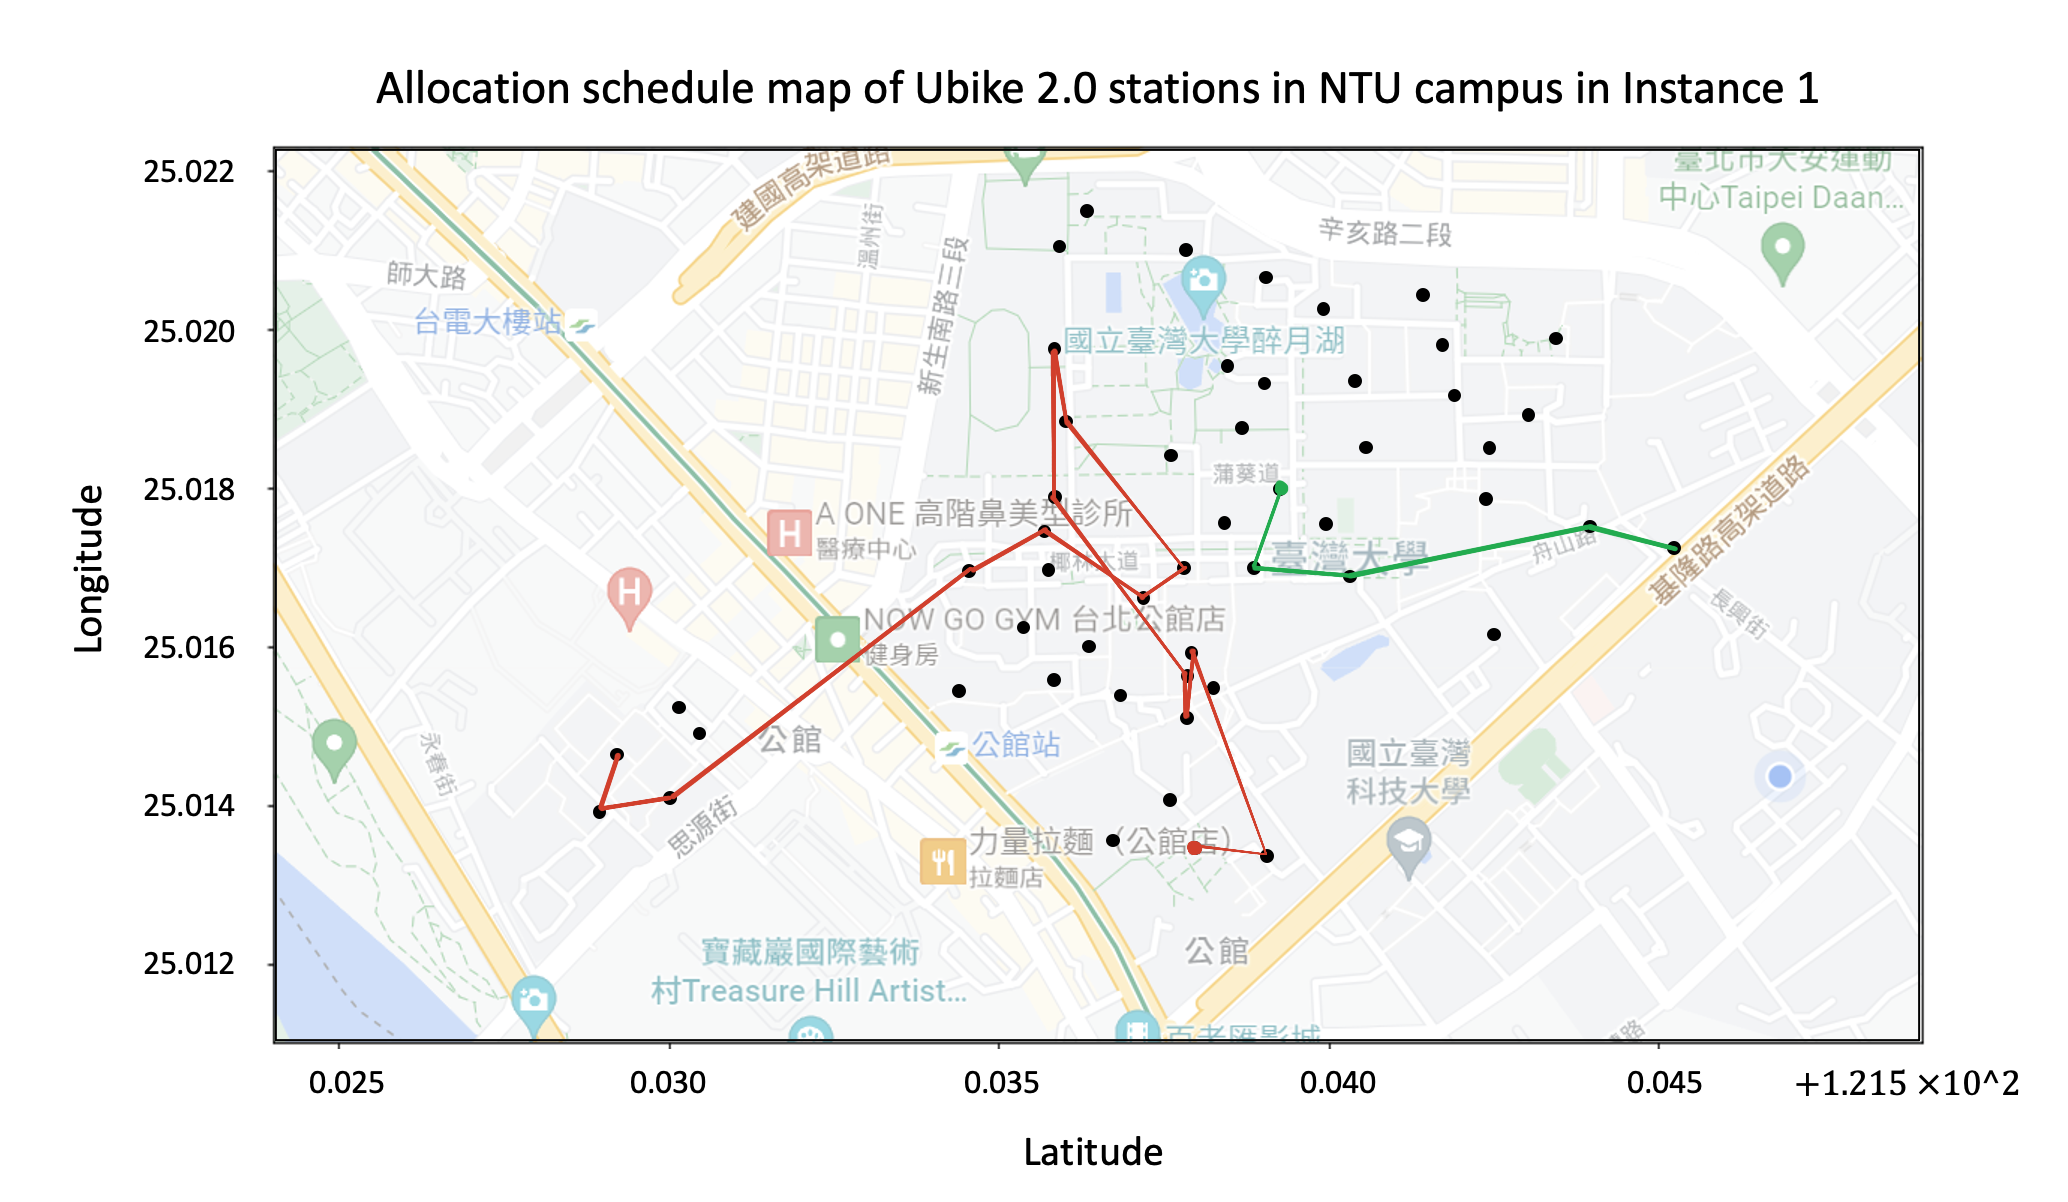 Allocation schedule map of Ubike 2.0 stations in NTU campus in Instance 1
25.022
25.020
25.018
25.016
25.014
25.012
Longitude
建國高架道路
臺北市大安運動
中心Taipei Daan...
溫州街
辛亥路二段
新生南路三段
師大路
台電大樓站
國立臺灣大學醉月湖
蒲葵道
A ONE 高階鼻美型診所
醫療中心
椰林大道
臺灣大學
舟山路
基隆路高架道路
長興街
NOW GO GYM 台北公館店
健身房
公館
公館站
永春街
思源街
國立臺灣
科技大學
力量拉麵（公館店）
拉麵店
公館
寶藏巖國際藝術
村Treasure Hill Artist...
百老匯影城
路
0.025
0.030
0.035
0.040
0.045
+1.215 ×10^2
Latitude